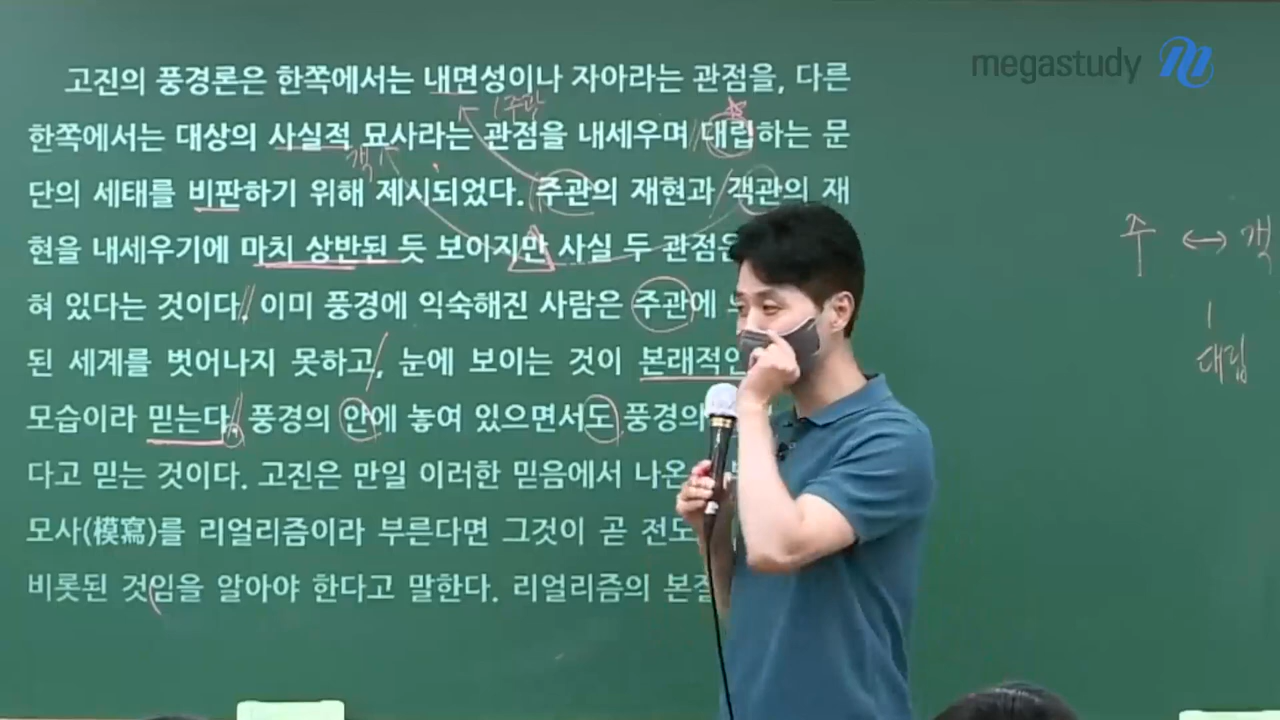 megastudy
고진의 풍경론은 한쪽에서는 내면성이나 자아라는 관점을, 다른
한쪽에서는 대상의 사실적 묘사라는 관점을 내세우며 대립하는 문
단의 세태를 비판하기 위해 제시되었다. 주관의 재현과 객관의 재
현을 내세우기에 마치 상반된 듯 보이지만 사실 두 관점은
혀 있다는 것이다. 이미 풍경에 익숙해진 사람은 주관에
된 세계를 벗어나지 못하고, 눈에 보이는 것이 본래적인
모습이라 믿는다. 풍경의 안에 놓여 있으면서도 풍경의
다고 믿는 것이다. 고진은 만일 이러한 믿음에서 나온
모사(模寫)를 리얼리즘이라 부른다면 그것이 곧 전도
비롯된 것임을 알아야 한다고 말한다. 리얼리즘의 본질
주관
객
주 ↔ 객
대립